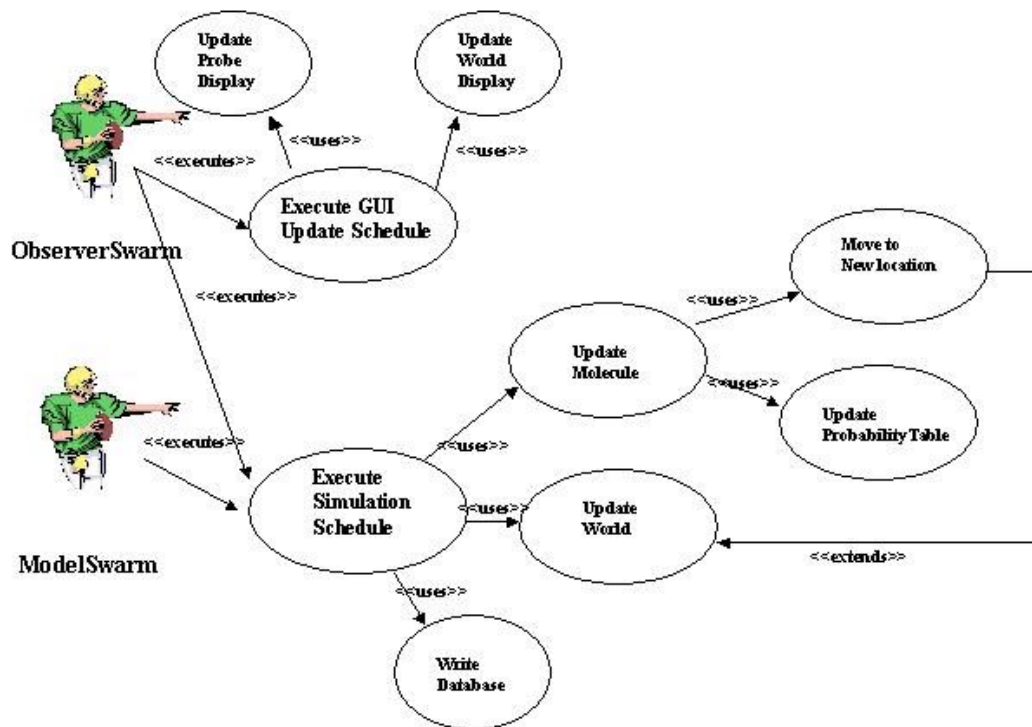 Update
Probe
Display
Update
World
Display
<<uses>>
<<uses>>
<<executes>>
Execute GUI
Update Schedule
ObserverSwarm
<<executes>>
Move to
New location
<<uses>>
Update
Molecule
<<uses>>
Update
Probability Table
<<executes>>
<<uses>>
Execute
Simulation
Schedule
<<uses>>
Update
World
<<extends>>
ModelSwarm
<<uses>>
Write
Database